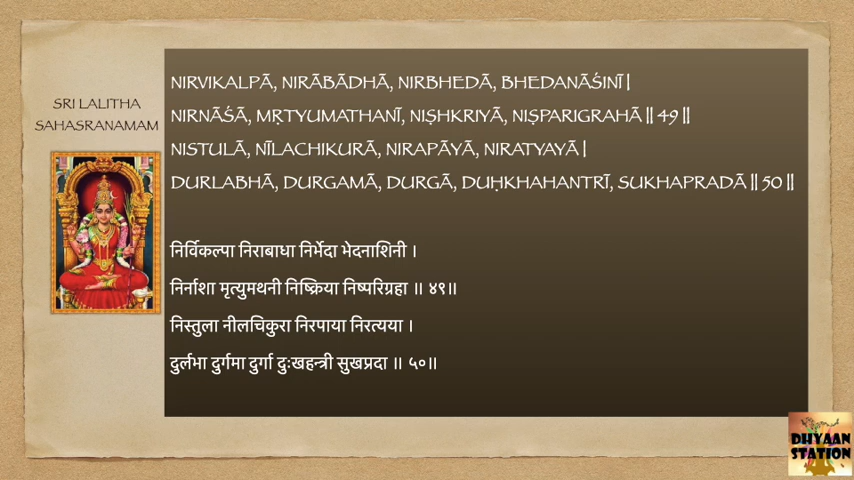 SRI LALITHA
SAHASRANAMAM
NIRVIKALPĀ, NIRĀBĀDHĀ, NIRBHEDĀ, BHEDANĀŚINĪ |
NIRNĀŚĀ, MṚTYUMATHANĪ, NIṢHKRIYĀ, NIṢPARIGRAHĀ || 49 ||
NISTULĀ, NĪLACHIKURĀ, NIRAPĀYĀ, NIRATYAYĀ |
DURLABHĀ, DURGAMĀ, DURGĀ, DUḤKHAHANTRĪ, SUKHAPRADĀ || 50 ||
निर्विकल्पा निराबाधा निर्भेदा भेदनाशिनी ।
निर्नाशा मृत्युमथनी निष्क्रिया निष्परिग्रहा ॥ ४९॥
निस्तुला नीलचिकुरा निरपाया निरत्यया ।
दुर्लभा दुर्गमा दुर्गा दुःखहन्त्री सुखप्रदा ॥ ५०॥
DHYAAN
STATION